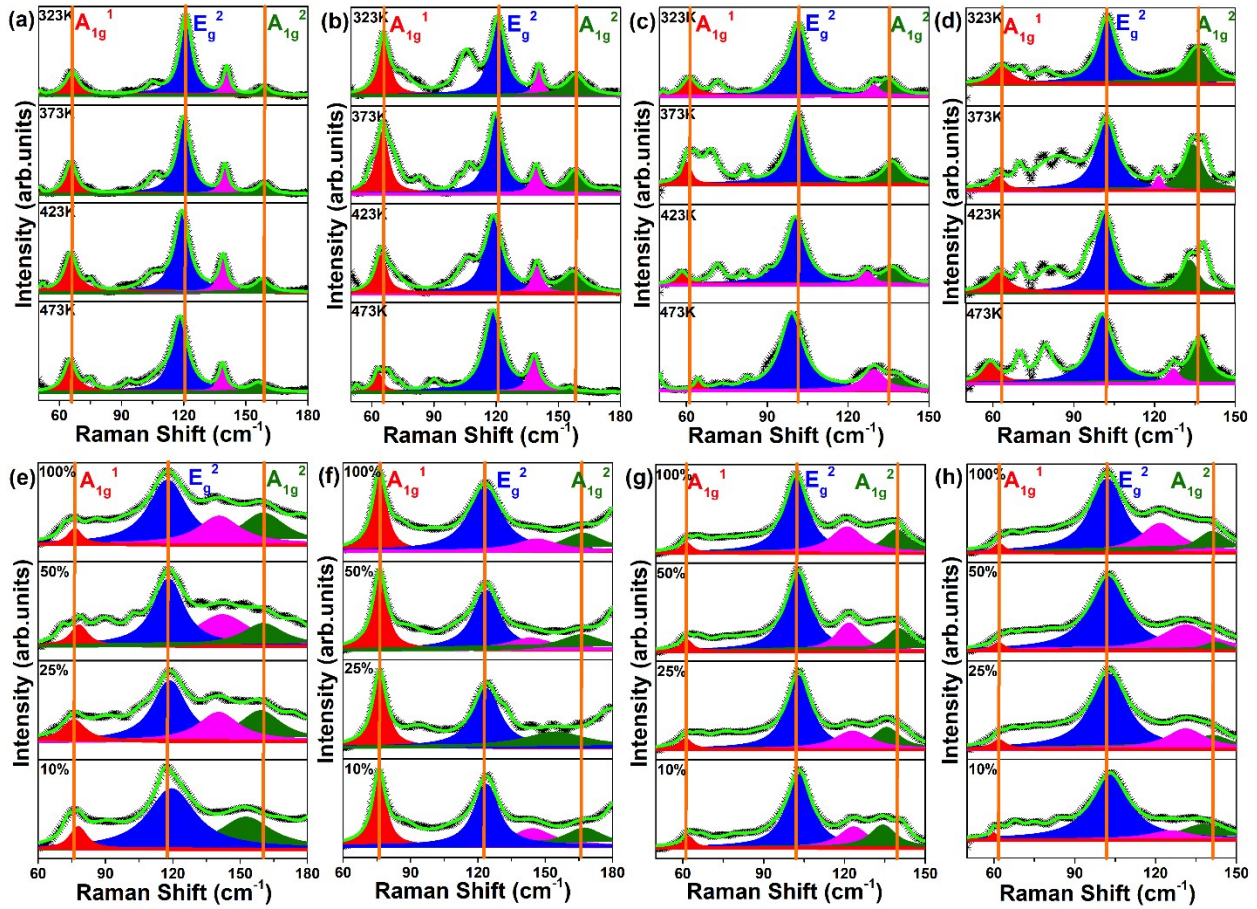 (a) 323K A1g1 Eg2 A1g2
373K
423K
473K
Intensity (arb.units)
60 90 120 150 180
Raman Shift (cm-1)
(b) 323K A1g1 Eg2 A1g2
373K
423K
473K
Intensity (arb.units)
60 90 120 150 180
Raman Shift (cm-1)
(c) 323K A1g1 Eg2 A1g2
373K
423K
473K
Intensity (arb.units)
60 90 120 150
Raman Shift (cm-1)
(d) 323K A1g1 Eg2 A1g2
373K
423K
473K
Intensity (arb.units)
60 90 120 150
Raman Shift (cm-1)
(e) 100% A1g1 Eg2 A1g2
50%
25%
10%
Intensity (arb.units)
60 90 120 150 180
Raman Shift (cm-1)
(f) 100% A1g1 Eg2 A1g2
50%
25%
10%
Intensity (arb.units)
60 90 120 150 180
Raman Shift (cm-1)
(g) 100% A1g1 Eg2 A1g2
50%
25%
10%
Intensity (arb.units)
60 90 120 150
Raman Shift (cm-1)
(h) 100% A1g1 Eg2 A1g2
50%
25%
10%
Intensity (arb.units)
60 90 120 150
Raman Shift (cm-1)